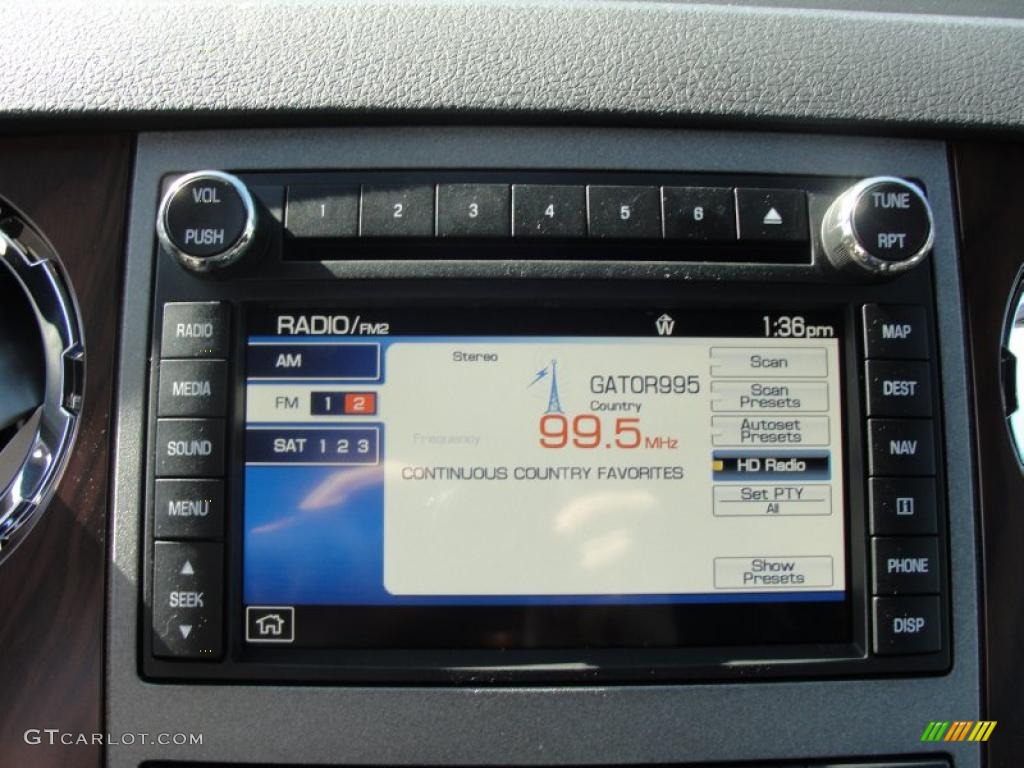 VOL
PUSH
1 2 3 4 5 6
TUNE
RPT
RADIO
MEDIA
SOUND
MENU
SEEK
RADIO/FM2
W
1:36pm
AM
FM 1 2
SAT 1 2 3
Stereo
GATOR995
Country
Frequency 99.5 MHz
CONTINUOUS COUNTRY FAVORITES
Scan
Scan
Presets
Autoset
Presets
HD Radio
Set PTY
All
Show
Presets
MAP
DEST
NAV
i
PHONE
DISP
GTCARLOT.COM